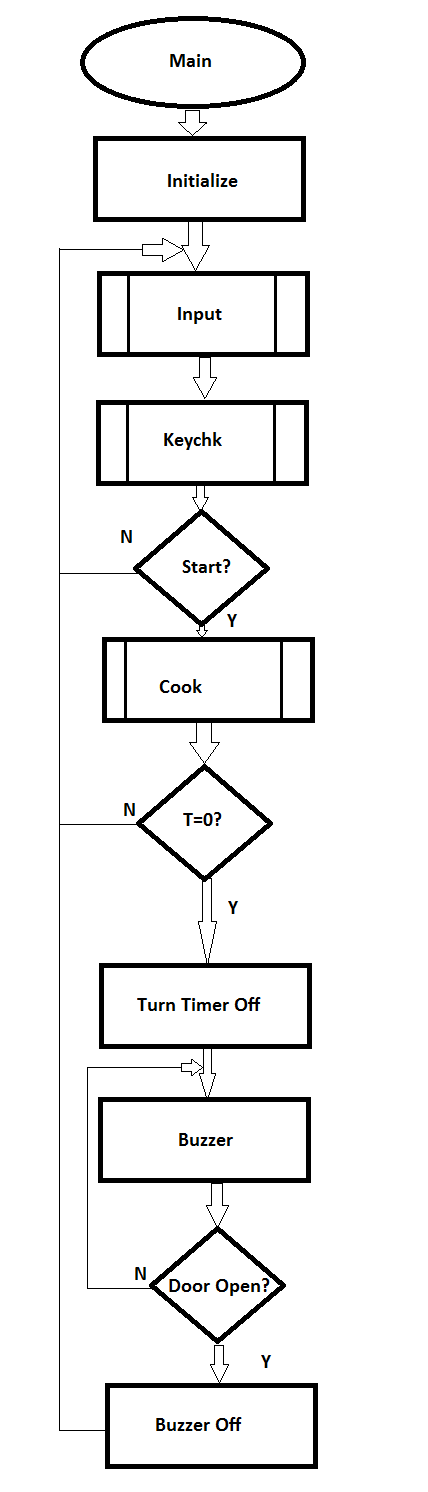 Main
Initialize
Input
Keychk
N
Start?
Y
Cook
N
T=0?
Y
Turn Timer Off
Buzzer
N
Door Open?
Y
Buzzer Off